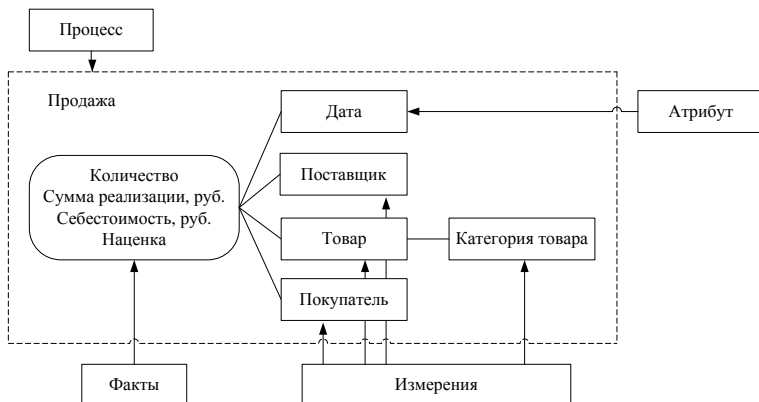 Процесс
Продажа
Дата
Атрибут
Количество
Сумма реализации, руб.
Себестоимость, руб.
Наценка
Поставщик
Товар
Категория товара
Покупатель
Факты
Измерения